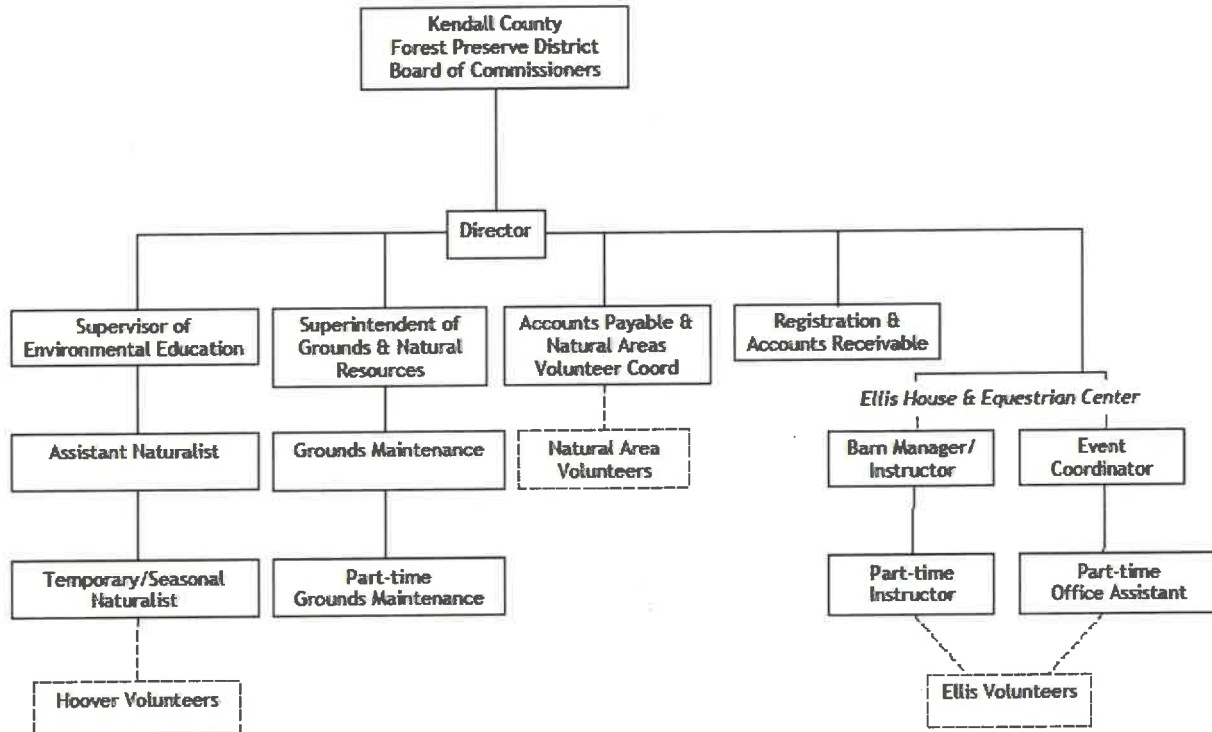 Kendall County
Forest Preserve District
Board of Commissioners
Director
Supervisor of
Environmental Education
Superintendent of
Grounds & Natural
Resources
Accounts Payable &
Natural Areas
Volunteer Coord
Registration &
Accounts Receivable
Ellis House & Equestrian Center
Assistant Naturalist
Grounds Maintenance
Natural Area
Volunteers
Barn Manager/
Instructor
Event
Coordinator
Temporary/Seasonal
Naturalist
Part-time
Grounds Maintenance
Part-time
Instructor
Part-time
Office Assistant
Hoover Volunteers
Ellis Volunteers